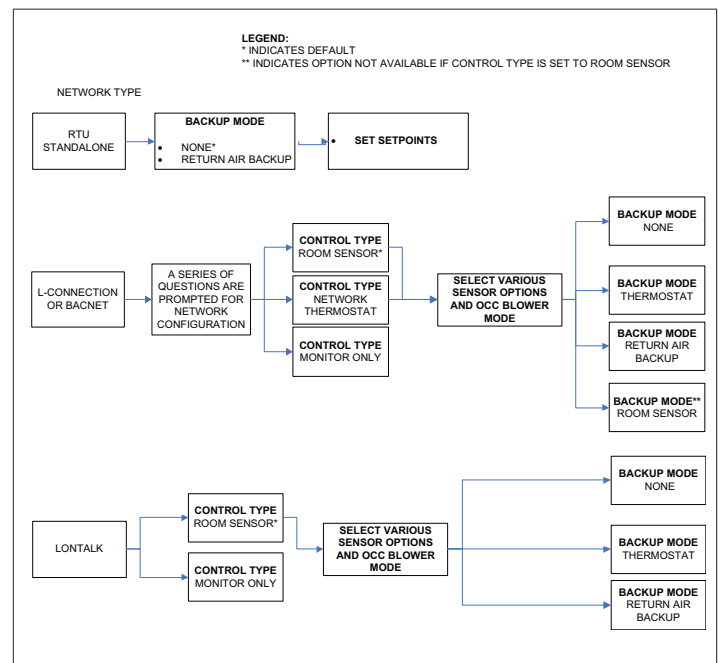 LEGEND:
* INDICATES DEFAULT
** INDICATES OPTION NOT AVAILABLE IF CONTROL TYPE IS SET TO ROOM SENSOR
NETWORK TYPE
RTU
STANDALONE
BACKUP MODE
• NONE*
• RETURN AIR BACKUP
• SET SETPOINTS
L-CONNECTION
OR BACNET
A SERIES OF
QUESTIONS ARE
PROMPTED FOR
NETWORK
CONFIGURATION
CONTROL TYPE
ROOM SENSOR*
CONTROL TYPE
NETWORK
THERMOSTAT
CONTROL TYPE
MONITOR ONLY
SELECT VARIOUS
SENSOR OPTIONS
AND OCC BLOWER
MODE
BACKUP MODE
NONE
BACKUP MODE
THERMOSTAT
BACKUP MODE
RETURN AIR
BACKUP
BACKUP MODE**
ROOM SENSOR
LONTALK
CONTROL TYPE
ROOM SENSOR*
CONTROL TYPE
MONITOR ONLY
SELECT VARIOUS
SENSOR OPTIONS
AND OCC BLOWER
MODE
BACKUP MODE
NONE
BACKUP MODE
THERMOSTAT
BACKUP MODE
RETURN AIR
BACKUP